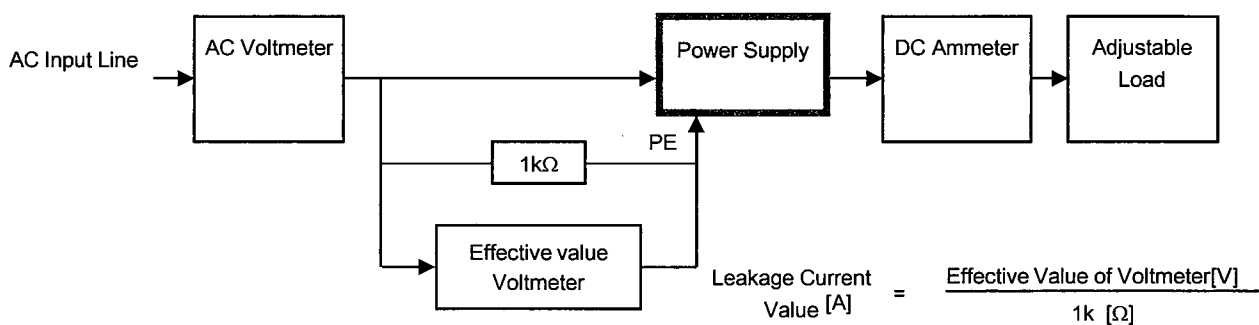 AC Input Line
AC Voltmeter
Power Supply
DC Ammeter
Adjustable
Load
PE
1kΩ
Effective value
Voltmeter
Leakage Current
Value [A]
=
Effective Value of Voltmeter[V]
1k [Ω]